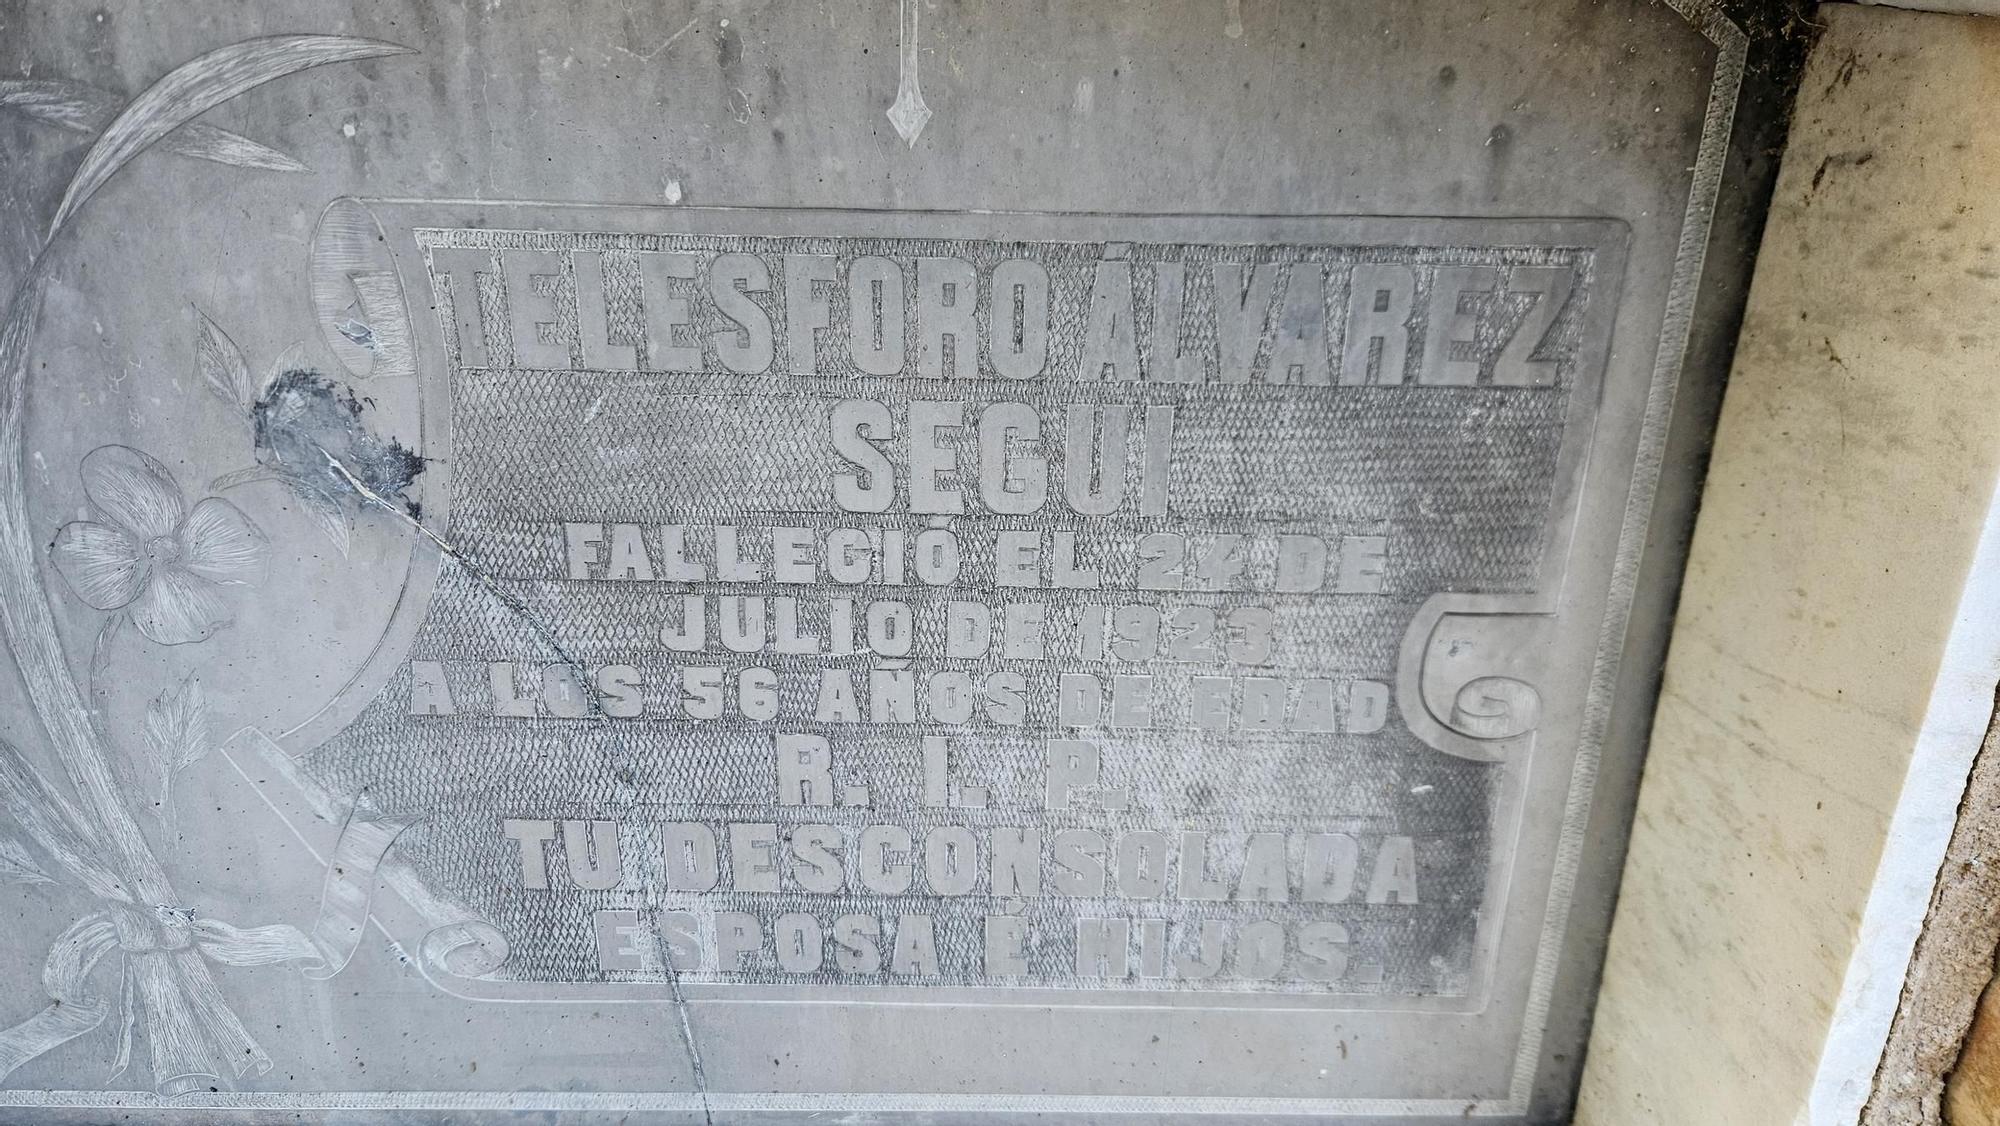 TELESFORO ÁLVAREZ
SEGUI
FALLECIÓ EL 24 DE
JULIO DE 1923
A LOS 56 AÑOS DE EDAD
R. I. P.
TU DESCONSOLADA
ESPOSA É HIJOS.